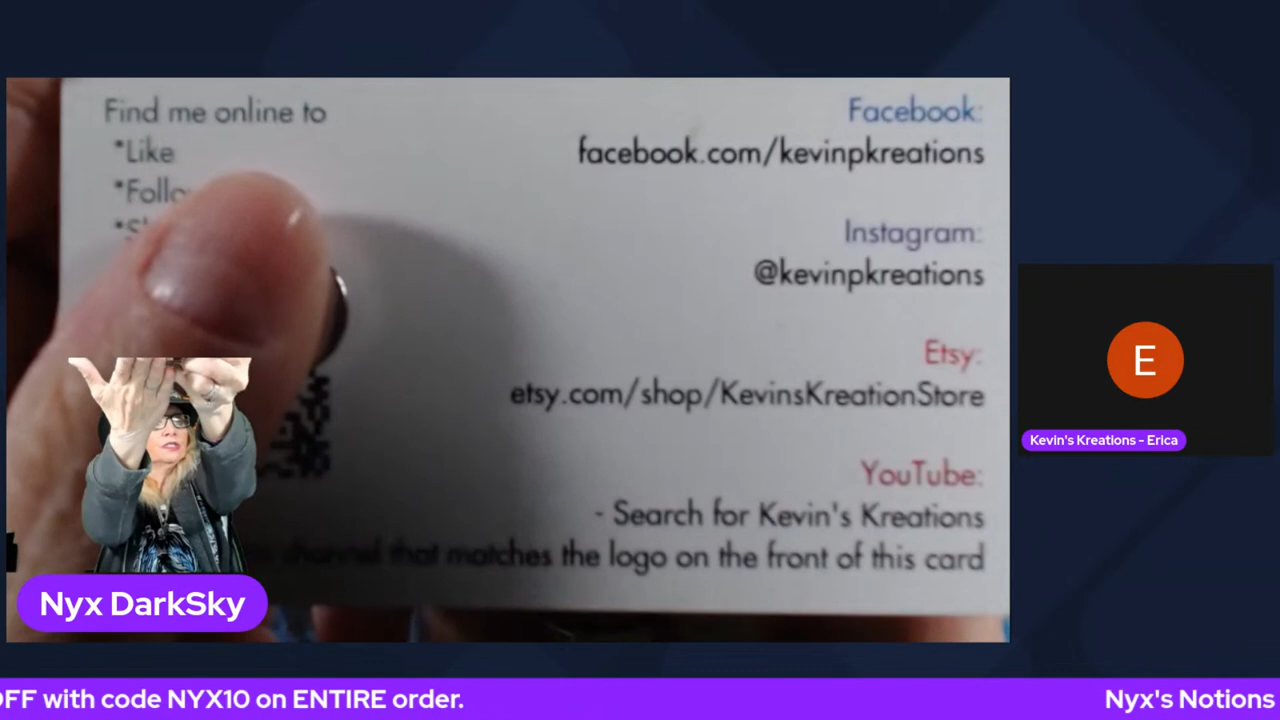 Find me online to
*Like
Facebook:
facebook.com/kevinpkreations
Instagram:
@kevinpkreations
Etsy:
etsy.com/shop/KevinsKreationStore
YouTube:
- Search for Kevin's Kreations
channel that matches the logo on the front of this card
E
Kevin's Kreations - Erica
Nyx DarkSky
OFF with code NYX10 on ENTIRE order.
Nyx's Notions